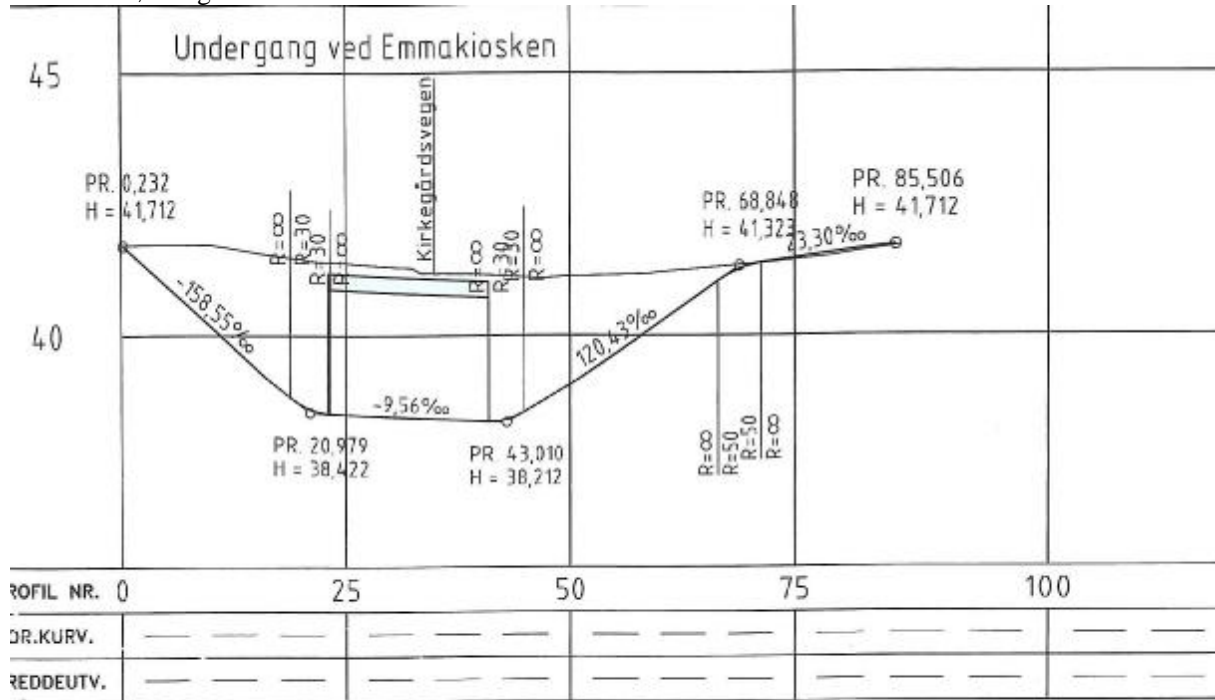 Undergang ved Emmakiosken
45
Kirkegårdsvegen
PR. 0,232
H = 41,712
PR. 68,848
H = 41,323
PR. 85,506
H = 41,712
23,30‰
R=∞
R=30
R=30
R=∞
R=∞
R=30
R=30
R=∞
-158,55‰
40
120,43‰
-9,56‰
PR. 20,979
H = 38,422
PR. 43,010
H = 38,212
R=∞
R=50
R=50
R=∞
ROFIL NR. 0 25 50 75 100
OR.KURV.
REDDEUTV.